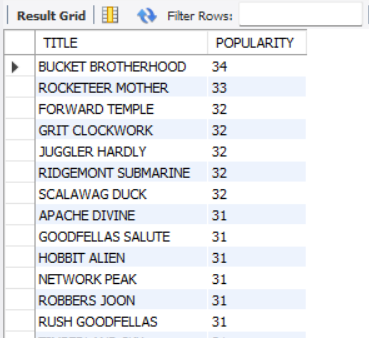 Result Grid Filter Rows:
TITLE POPULARITY
BUCKET BROTHERHOOD 34
ROCKETEER MOTHER 33
FORWARD TEMPLE 32
GRIT CLOCKWORK 32
JUGGLER HARDLY 32
RIDGEMONT SUBMARINE 32
SCALAWAG DUCK 32
APACHE DIVINE 31
GOODFELLAS SALUTE 31
HOBBIT ALIEN 31
NETWORK PEAK 31
ROBBERS JOON 31
RUSH GOODFELLAS 31